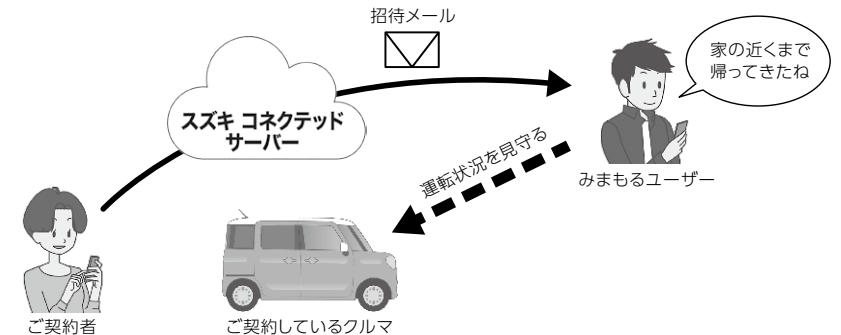 招待メール
家の近くまで
帰ってきたね
スズキ コネクテッド
サーバー
運転状況を見守る
みまもるユーザー
ご契約者
ご契約しているクルマ